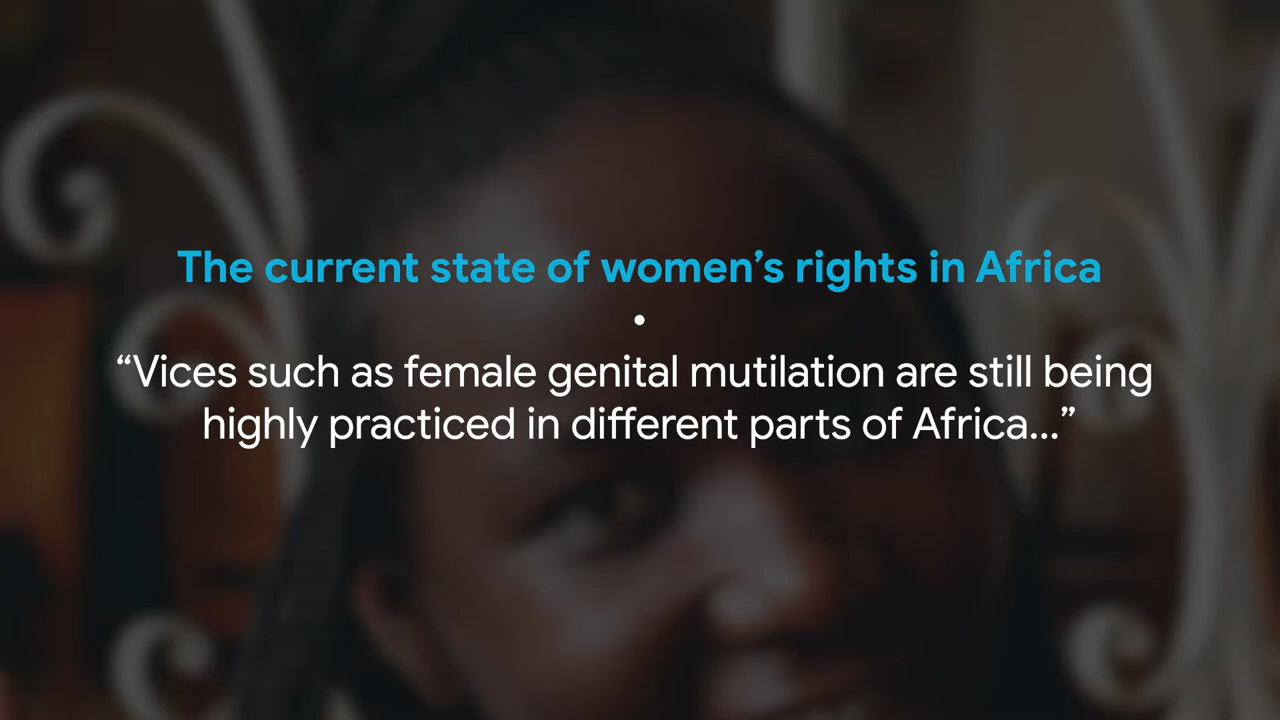 The current state of women’s rights in Africa
•
“Vices such as female genital mutilation are still being
highly practiced in different parts of Africa...”